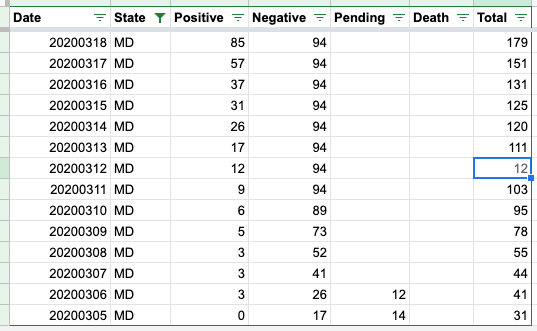 Date State Positive Negative Pending Death Total
20200318 MD 85 94 179
20200317 MD 57 94 151
20200316 MD 37 94 131
20200315 MD 31 94 125
20200314 MD 26 94 120
20200313 MD 17 94 111
20200312 MD 12 94 12
20200311 MD 9 94 103
20200310 MD 6 89 95
20200309 MD 5 73 78
20200308 MD 3 52 55
20200307 MD 3 41 44
20200306 MD 3 26 12 41
20200305 MD 0 17 14 31